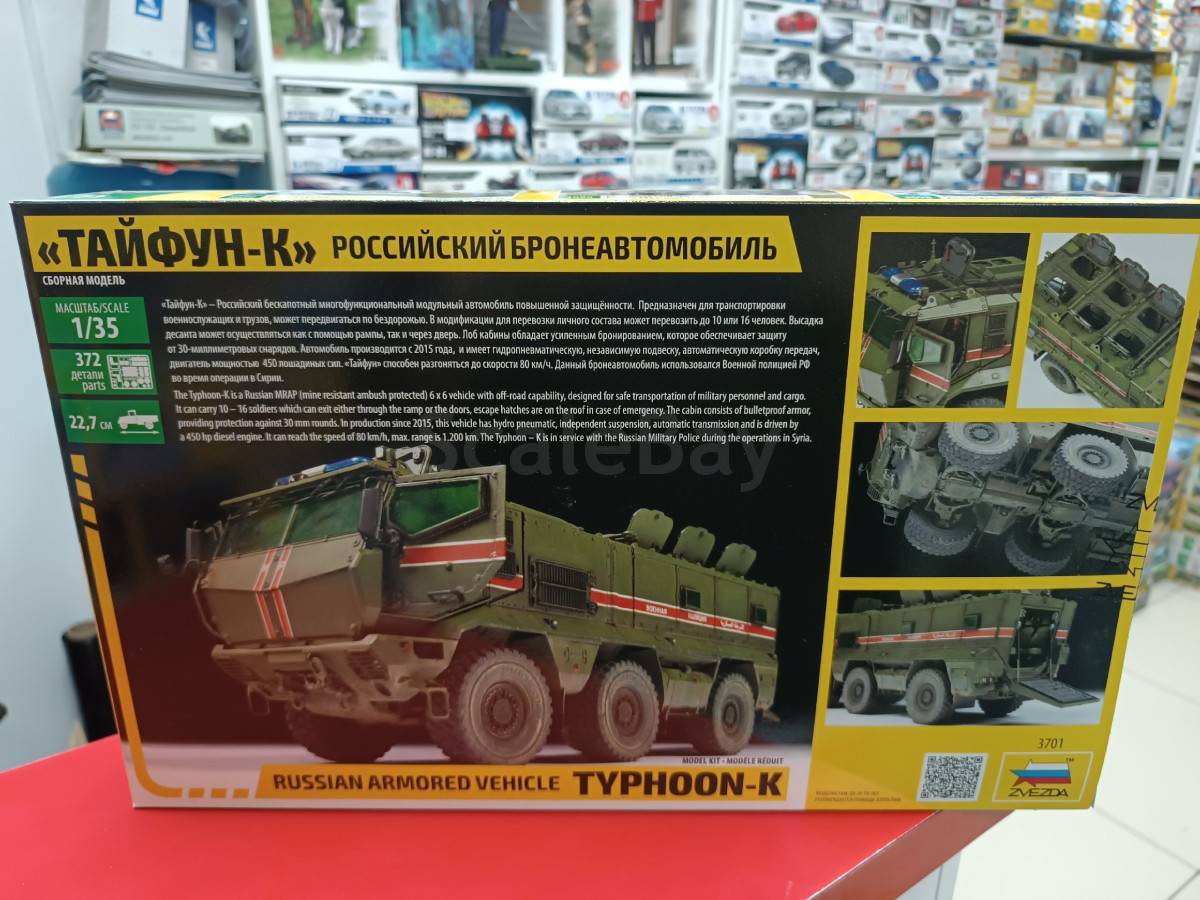 «ТАЙФУН-К» РОССИЙСКИЙ БРОНЕАВТОМОБИЛЬ
СБОРНАЯ МОДЕЛЬ
МАСШТАБ/SCALE
1/35
372
детали
parts
22,7 см
«Тайфун-К» – Российский бескапотный многофункциональный модульный автомобиль повышенной защищённости. Предназначен для транспортировки
военнослужащих и грузов, может передвигаться по бездорожью. В модификации для перевозки личного состава может перевозить до 10 или 16 человек. Высадка
десанта может осуществляться как с помощью рампы, так и через дверь. Лоб кабины обладает усиленным бронированием, которое обеспечивает защиту
от 30-миллиметровых снарядов. Автомобиль производится с 2015 года, и имеет гидропневматическую, независимую подвеску, автоматическую коробку передач,
двигатель мощностью 450 лошадиных сил. «Тайфун» способен разгоняться до скорости 80 км/ч. Данный бронеавтомобиль использовался Военной полицией РФ
во время операции в Сирии.
The Typhoon-K is a Russian MRAP (mine resistant ambush protected) 6 x 6 vehicle with off-road capability, designed for safe transportation of military personnel and cargo.
It can carry 10 – 16 soldiers which can exit either through the ramp or the doors, escape hatches are on the roof in case of emergency. The cabin consists of bulletproof armor,
providing protection against 30 mm rounds. In production since 2015, this vehicle has hydro pneumatic, independent suspension, automatic transmission and is driven by
a 450 hp diesel engine. It can reach the speed of 80 km/h, max. range is 1.200 km. The Typhoon – K is in service with the Russian Military Police during the operations in Syria.
ScaleBay
ВОЕННАЯ ПОЛИЦИЯ
MODEL KIT - MODÈLE RÉDUIT
RUSSIAN ARMORED VEHICLE TYPHOON-K
3701
ZVEZDA
TM